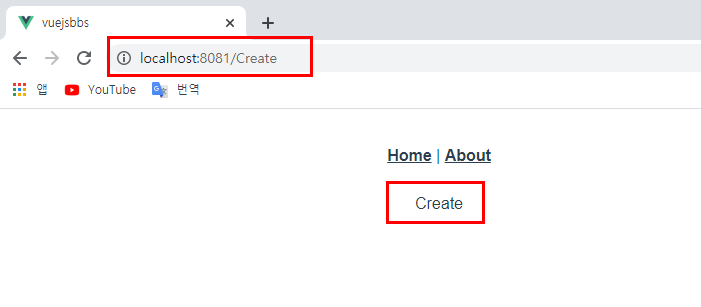 vuejsbbs
localhost:8081/Create
앱 YouTube 번역
Home | About
Create